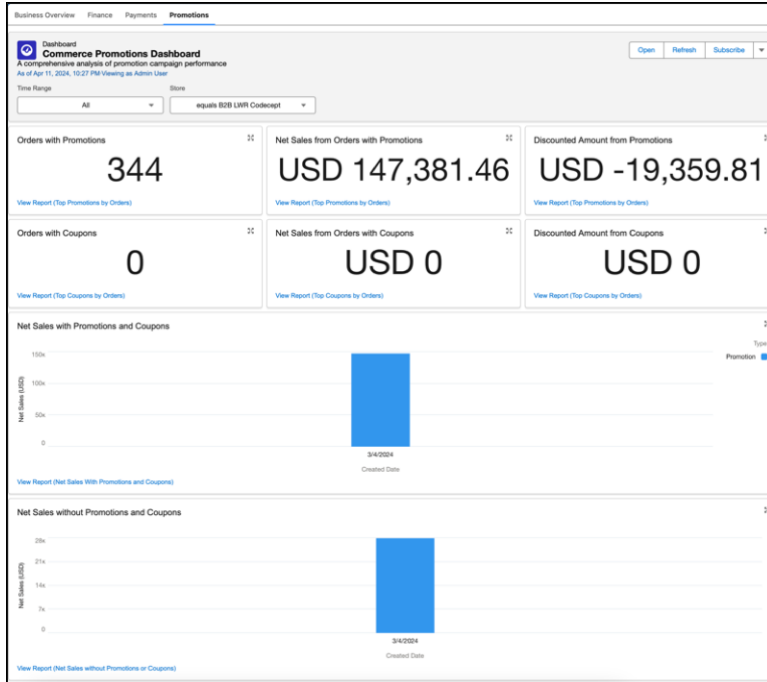 Business Overview Finance Payments Promotions
Dashboard
Commerce Promotions Dashboard
A comprehensive analysis of promotion campaign performance
As of Apr 11, 2024, 10:27 PM·Viewing as Admin User
Open Refresh Subscribe
Time Range Store
All equals B2B LWR Codecept
Orders with Promotions
344
View Report (Top Promotions by Orders)
Net Sales from Orders with Promotions
USD 147,381.46
View Report (Top Promotions by Orders)
Discounted Amount from Promotions
USD -19,359.81
View Report (Top Promotions by Orders)
Orders with Coupons
0
View Report (Top Coupons by Orders)
Net Sales from Orders with Coupons
USD 0
View Report (Top Coupons by Orders)
Discounted Amount from Coupons
USD 0
View Report (Top Coupons by Orders)
Net Sales with Promotions and Coupons
Type
Promotion
Net Sales (USD)
150k
100k
50k
0
3/4/2024
Created Date
View Report (Net Sales With Promotions and Coupons)
Net Sales without Promotions and Coupons
Net Sales (USD)
28k
21k
14k
7k
0
3/4/2024
Created Date
View Report (Net Sales without Promotions or Coupons)